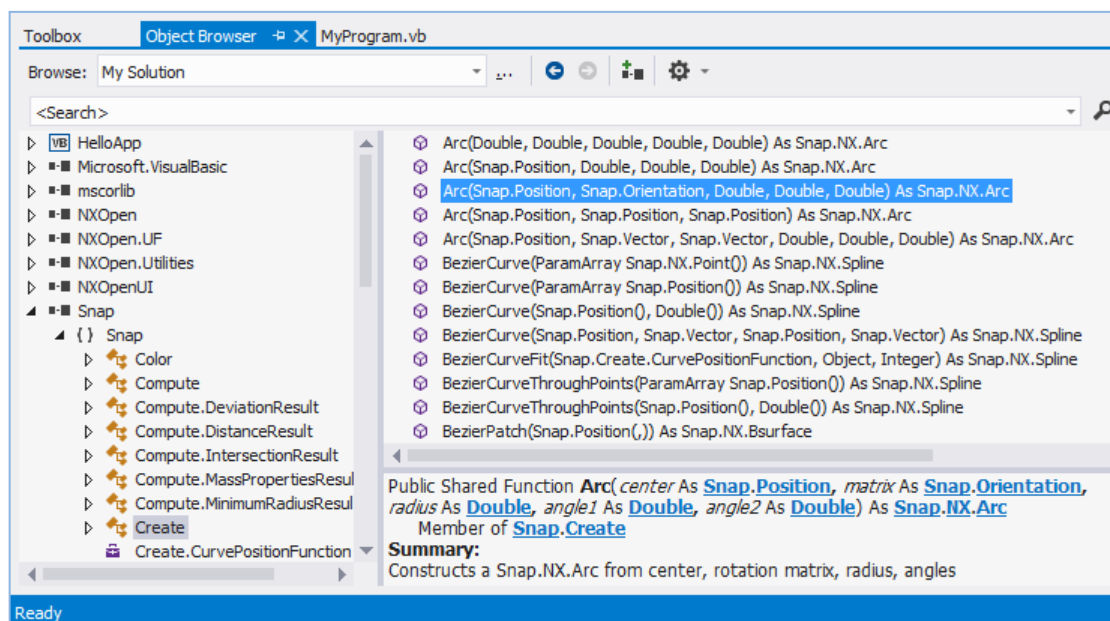 Toolbox Object Browser MyProgram.vb
Browse: My Solution ...
<Search>
VB HelloApp
Microsoft.VisualBasic
mscorlib
NXOpen
NXOpen.UF
NXOpen.Utilities
NXOpenUI
Snap
{ } Snap
Color
Compute
Compute.DeviationResult
Compute.DistanceResult
Compute.IntersectionResult
Compute.MassPropertiesResul
Compute.MinimumRadiusResul
Create
Create.CurvePositionFunction
Arc(Double, Double, Double, Double, Double) As Snap.NX.Arc
Arc(Snap.Position, Double, Double, Double) As Snap.NX.Arc
Arc(Snap.Position, Snap.Orientation, Double, Double, Double) As Snap.NX.Arc
Arc(Snap.Position, Snap.Position, Snap.Position) As Snap.NX.Arc
Arc(Snap.Position, Snap.Vector, Snap.Vector, Double, Double, Double) As Snap.NX.Arc
BezierCurve(ParamArray Snap.NX.Point()) As Snap.NX.Spline
BezierCurve(ParamArray Snap.Position()) As Snap.NX.Spline
BezierCurve(Snap.Position(), Double()) As Snap.NX.Spline
BezierCurve(Snap.Position, Snap.Vector, Snap.Position, Snap.Vector) As Snap.NX.Spline
BezierCurveFit(Snap.Create.CurvePositionFunction, Object, Integer) As Snap.NX.Spline
BezierCurveThroughPoints(ParamArray Snap.Position()) As Snap.NX.Spline
BezierCurveThroughPoints(Snap.Position(), Double()) As Snap.NX.Spline
BezierPatch(Snap.Position(,)) As Snap.NX.Bsurface
Public Shared Function Arc(center As Snap.Position, matrix As Snap.Orientation,
radius As Double, angle1 As Double, angle2 As Double) As Snap.NX.Arc
Member of Snap.Create
Summary:
Constructs a Snap.NX.Arc from center, rotation matrix, radius, angles
Ready